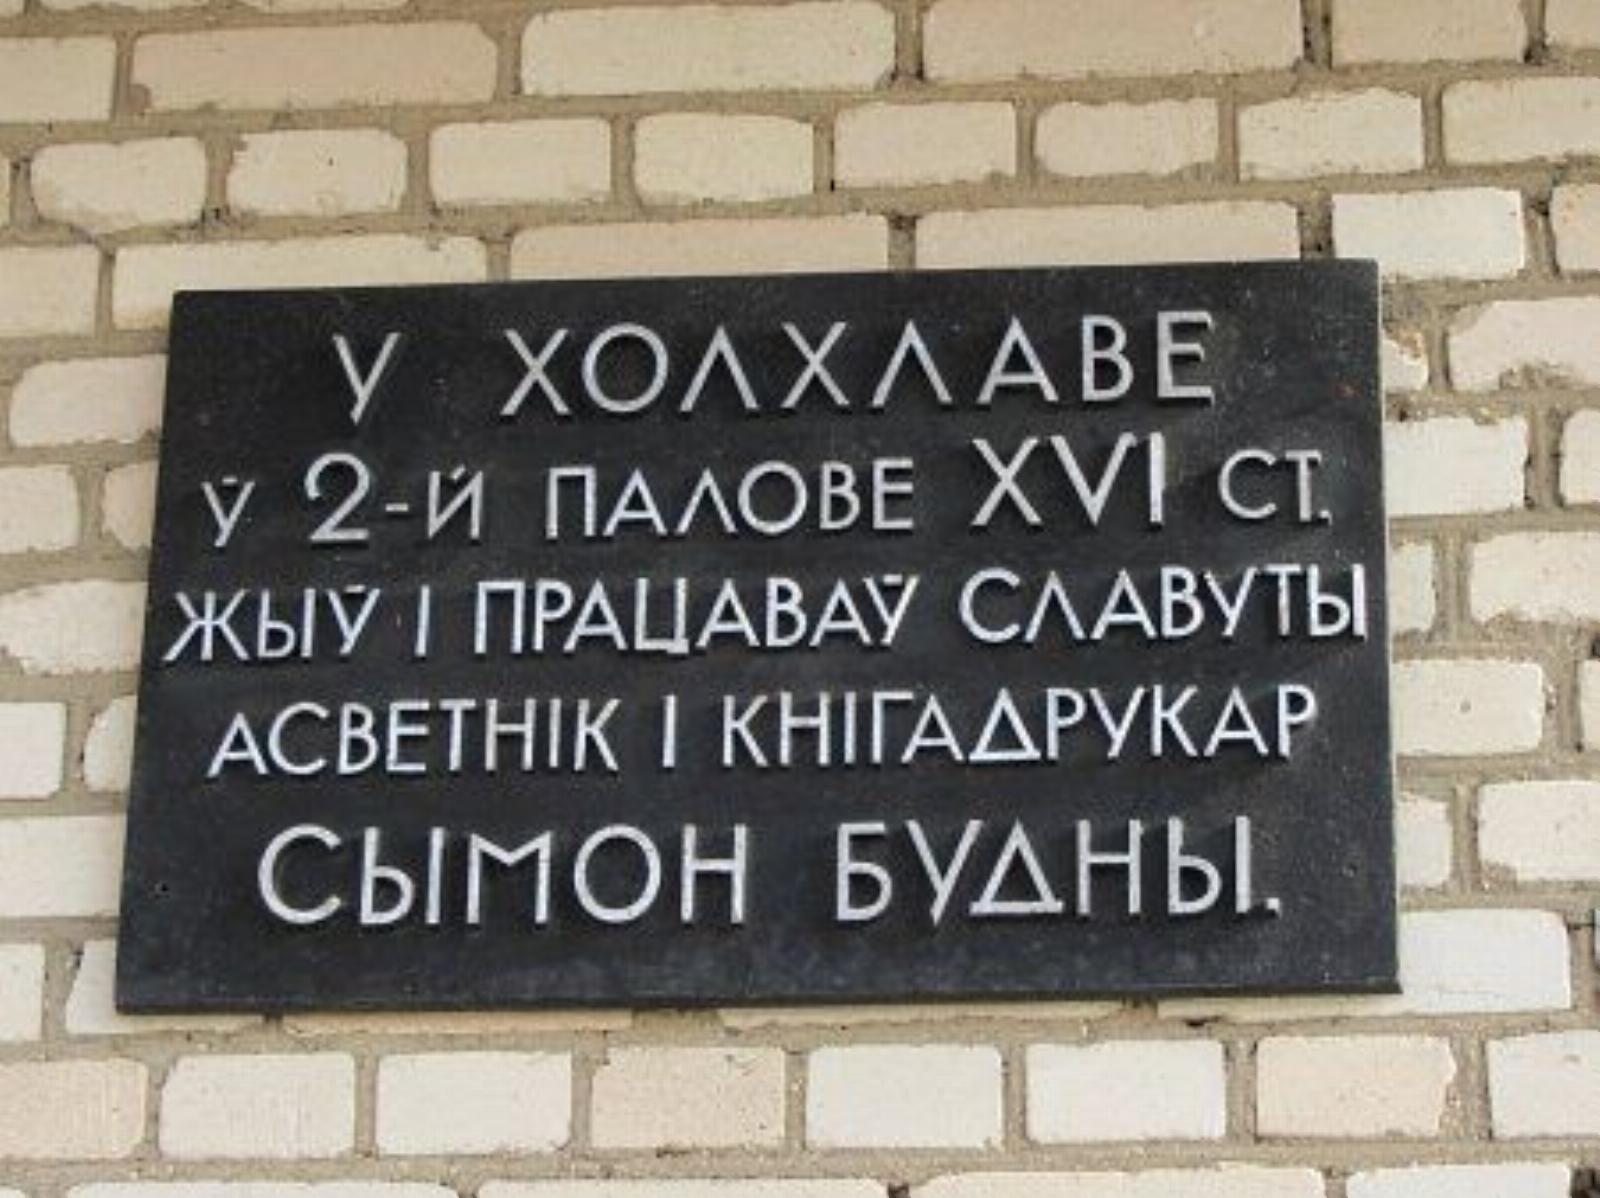 У ХОЛХЛАВЕ
Ў 2-Й ПАЛОВЕ XVI СТ.
ЖЫЎ І ПРАЦАВАЎ СЛАВУТЫ
АСВЕТНІК І КНІГАДРУКАР
СЫМОН БУДНЫ.